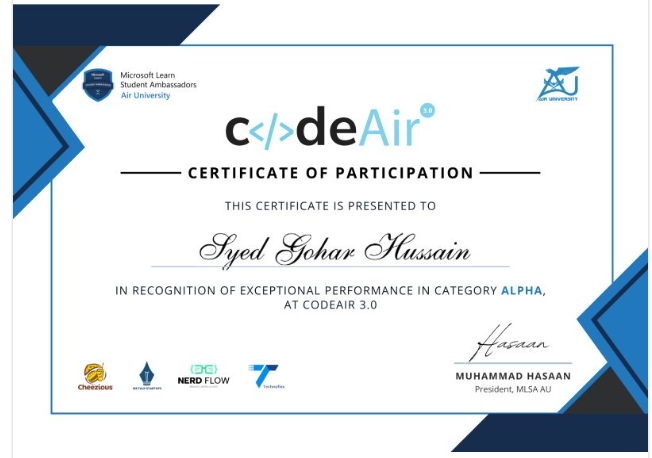 Microsoft Learn
Student Ambassadors
Air University
AU
AIR UNIVERSITY
c</>deAir 3.0
CERTIFICATE OF PARTICIPATION
THIS CERTIFICATE IS PRESENTED TO
Syed Gohar Hussain
IN RECOGNITION OF EXCEPTIONAL PERFORMANCE IN CATEGORY ALPHA,
AT CODEAIR 3.0
Hasaan
Cheezious
NERD FLOW
MUHAMMAD HASAAN
President, MLSA AU